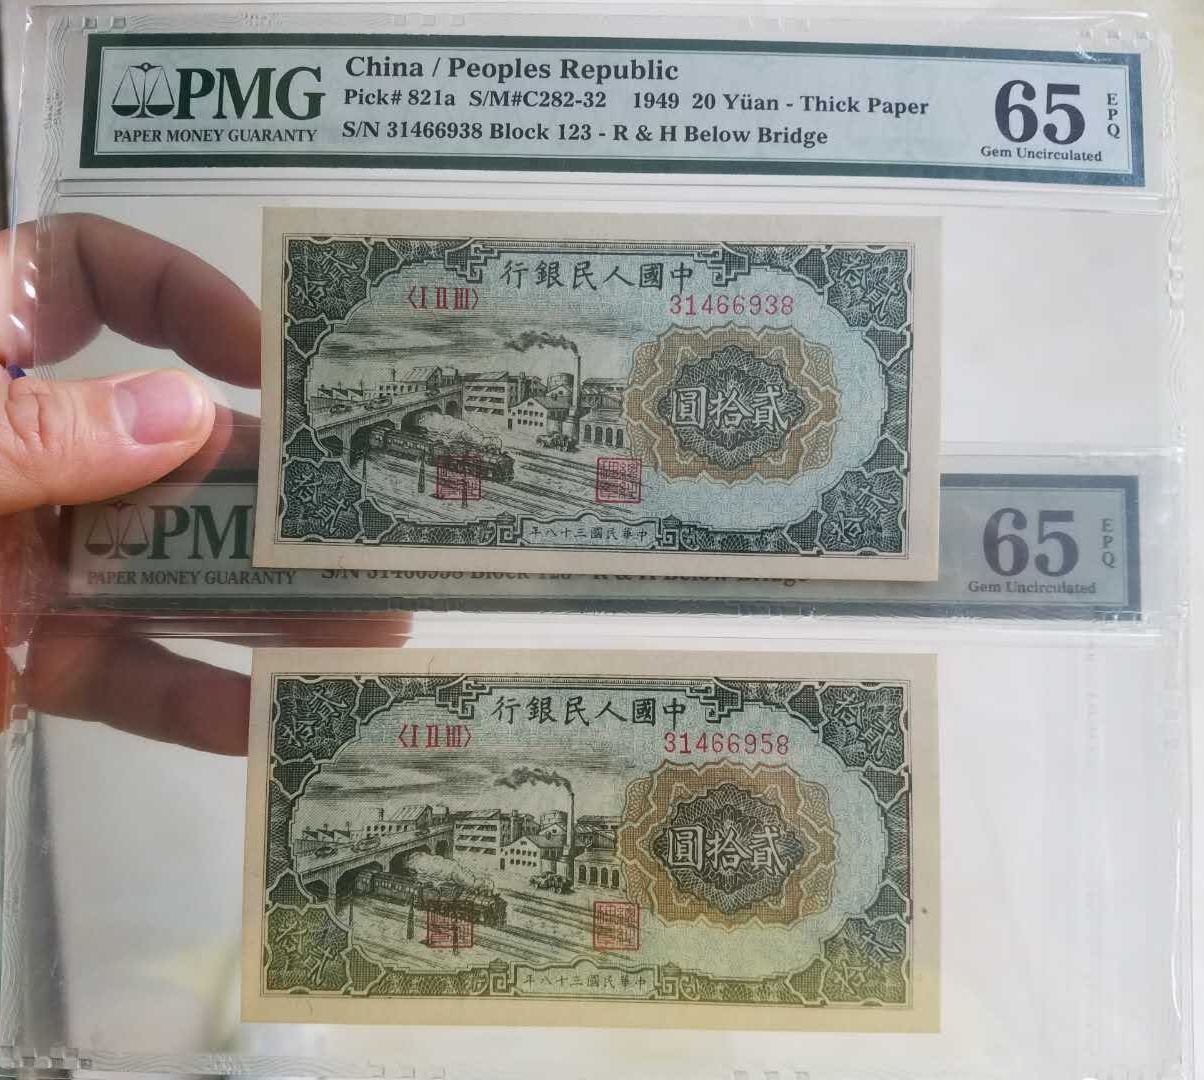 PMG
PAPER MONEY GUARANTY
China / Peoples Republic
Pick# 821a S/M#C282-32 1949 20 Yüan - Thick Paper
S/N 31466938 Block 123 - R & H Below Bridge
65
EPQ
Gem Uncirculated
行銀民人國中
〈I II III〉
31466938
圓拾貳
年八十三國民華中
PMG
PAPER MONEY GUARANTY
65
EPQ
Gem Uncirculated
行銀民人國中
〈I II III〉
31466958
圓拾貳
年八十三國民華中